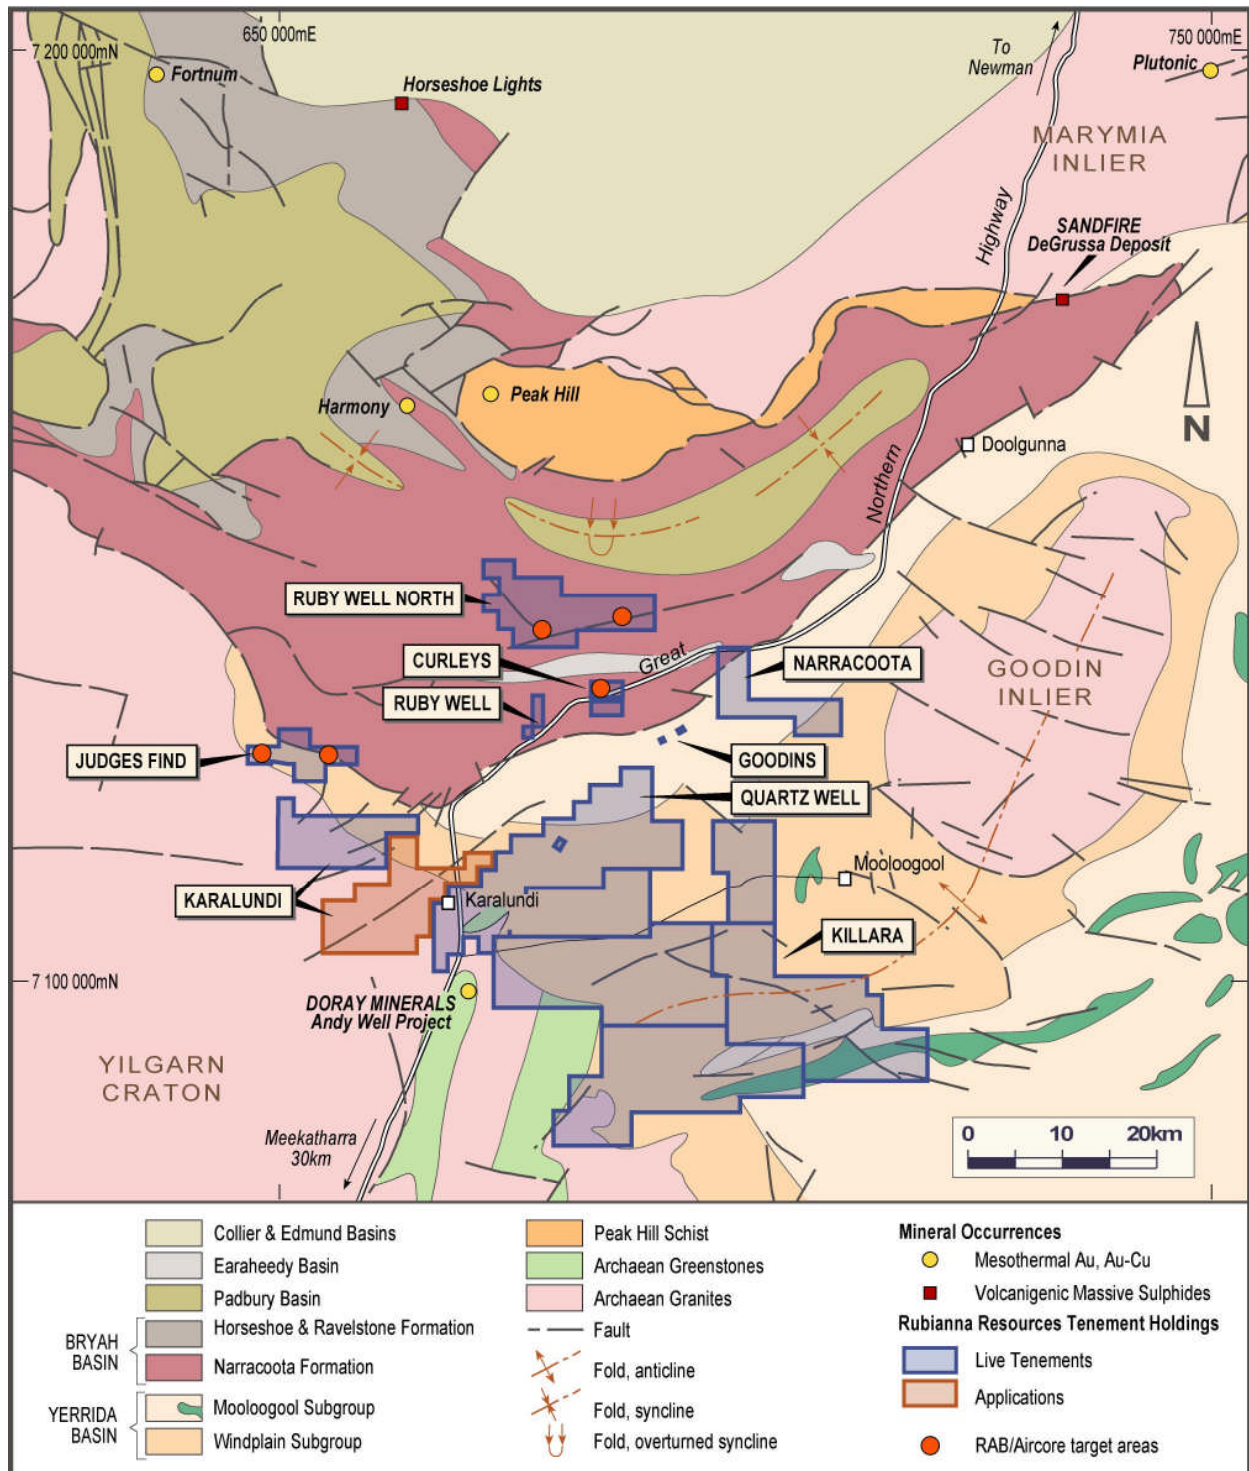 650 000mE
7 200 000mN
To
Newman
750 000mE
Plutonic
Fortnum
Horseshoe Lights
MARYMIA
INLIER
SANDFIRE
DeGrussa Deposit
Highway
Harmony
Peak Hill
N
Doolgunna
Northern
RUBY WELL NORTH
CURLEYS
Great
NARRACOOTA
GOODIN
INLIER
RUBY WELL
JUDGES FIND
GOODINS
QUARTZ WELL
Mooloogool
KARALUNDI
Karalundi
KILLARA
7 100 000mN
DORAY MINERALS
Andy Well Project
YILGARN
CRATON
Meekatharra
30km
0 10 20km
Collier & Edmund Basins
Earaheedy Basin
Padbury Basin
BRYAH
BASIN
Horseshoe & Ravelstone Formation
Narracoota Formation
YERRIDA
BASIN
Mooloogool Subgroup
Windplain Subgroup
Peak Hill Schist
Archaean Greenstones
Archaean Granites
Fault
Fold, anticline
Fold, syncline
Fold, overturned syncline
Mineral Occurrences
Mesothermal Au, Au-Cu
Volcanigenic Massive Sulphides
Rubianna Resources Tenement Holdings
Live Tenements
Applications
RAB/Aircore target areas